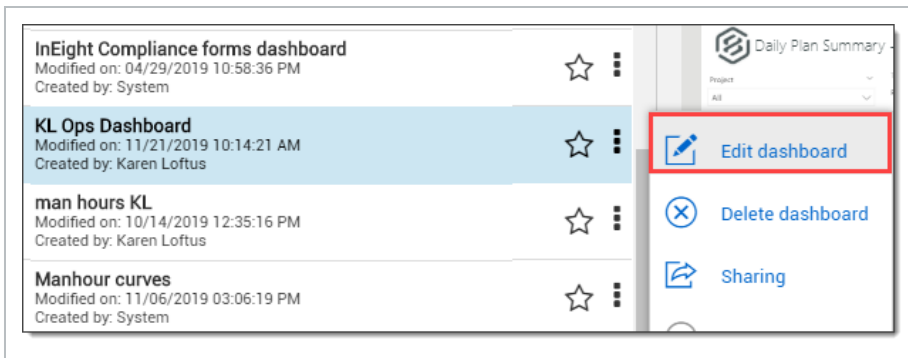 InEight Compliance forms dashboard
Modified on: 04/29/2019 10:58:36 PM
Created by: System
KL Ops Dashboard
Modified on: 11/21/2019 10:14:21 AM
Created by: Karen Loftus
man hours KL
Modified on: 10/14/2019 12:35:16 PM
Created by: Karen Loftus
Manhour curves
Modified on: 11/06/2019 03:06:19 PM
Created by: System
Daily Plan Summary -
Project
All
Edit dashboard
Delete dashboard
Sharing